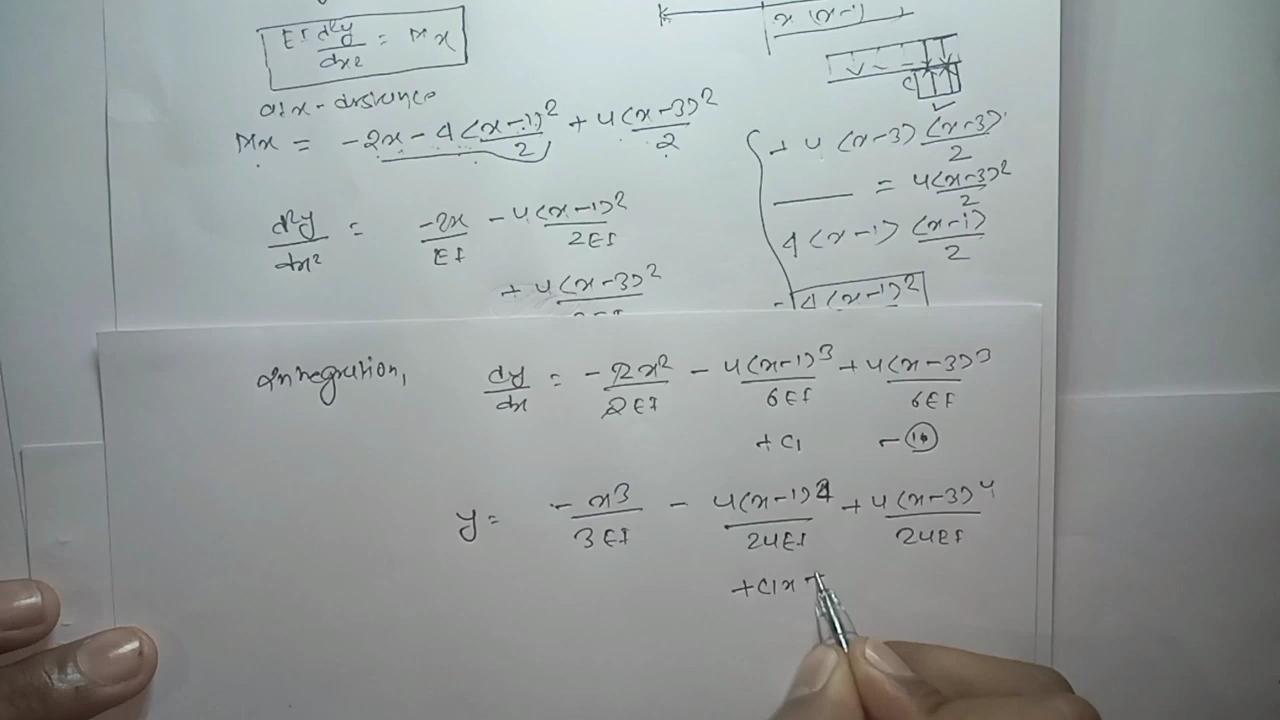 EI d²y/dx² = Mx
x (x-1)
at x - distance
Mx = -2x - 4(x-1)²/2 + 4(x-3)²/2
+ 4 (x-3) (x-3)/2
= 4(x-3)²/2
d²y/dx² = -2x/EI - 4(x-1)²/2EI
4 (x-1) (x-1)/2
+ 4(x-3)²
- 4(x-1)²
Integration, dy/dx = -2x²/2EI - 4(x-1)³/6EI + 4(x-3)³/6EI
+ C1
y = -x³/3EI - 4(x-1)4/24EI + 4(x-3)⁴/24EI
+ C1x